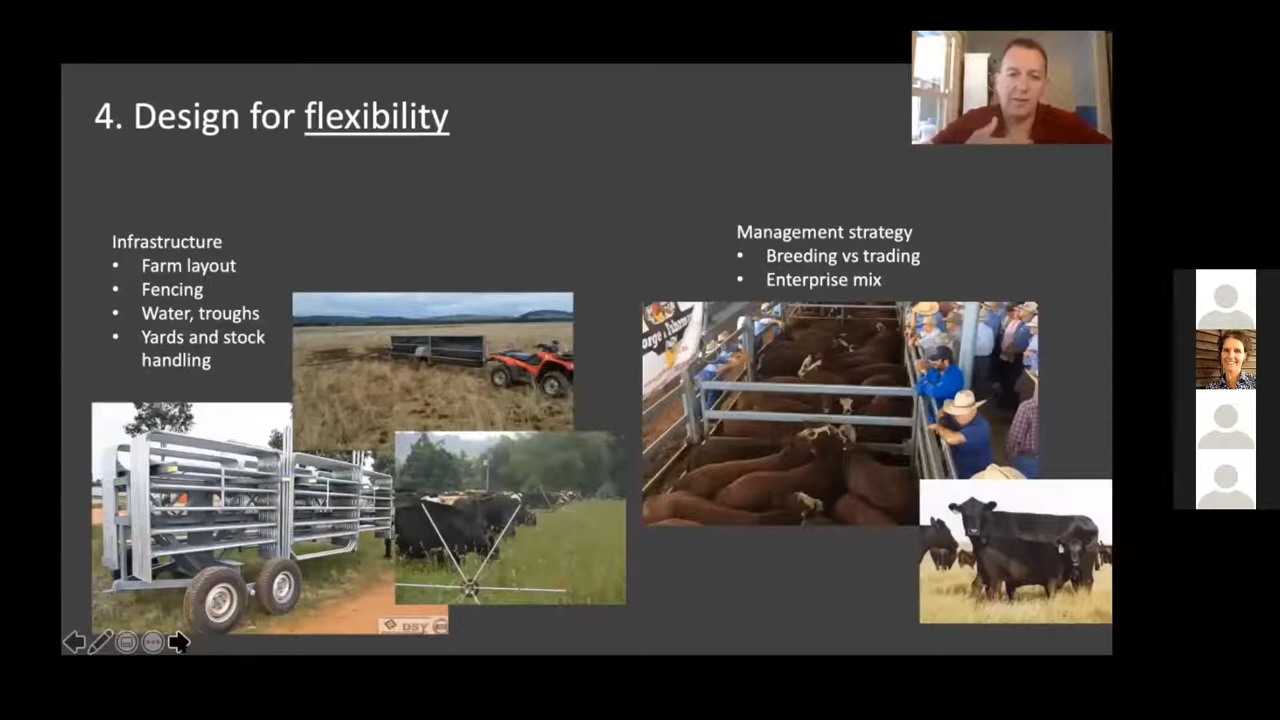 4. Design for flexibility
Infrastructure
• Farm layout
• Fencing
• Water, troughs
• Yards and stock
handling
Management strategy
• Breeding vs trading
• Enterprise mix
DSY